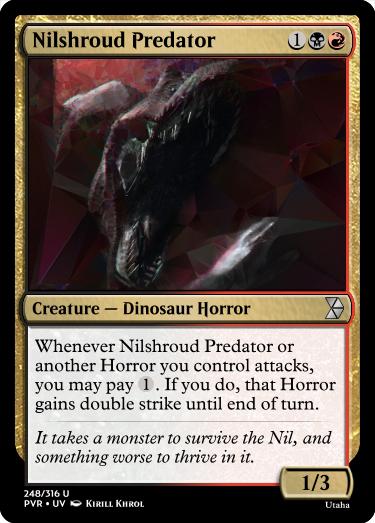 Nilshroud Predator 1
Creature — Dinosaur Horror
Whenever Nilshroud Predator or
another Horror you control attacks,
you may pay 1. If you do, that Horror
gains double strike until end of turn.
It takes a monster to survive the Nil, and
something worse to thrive in it.
1/3
248/316 U
PVR • UV Kirill Khrol
Utaha